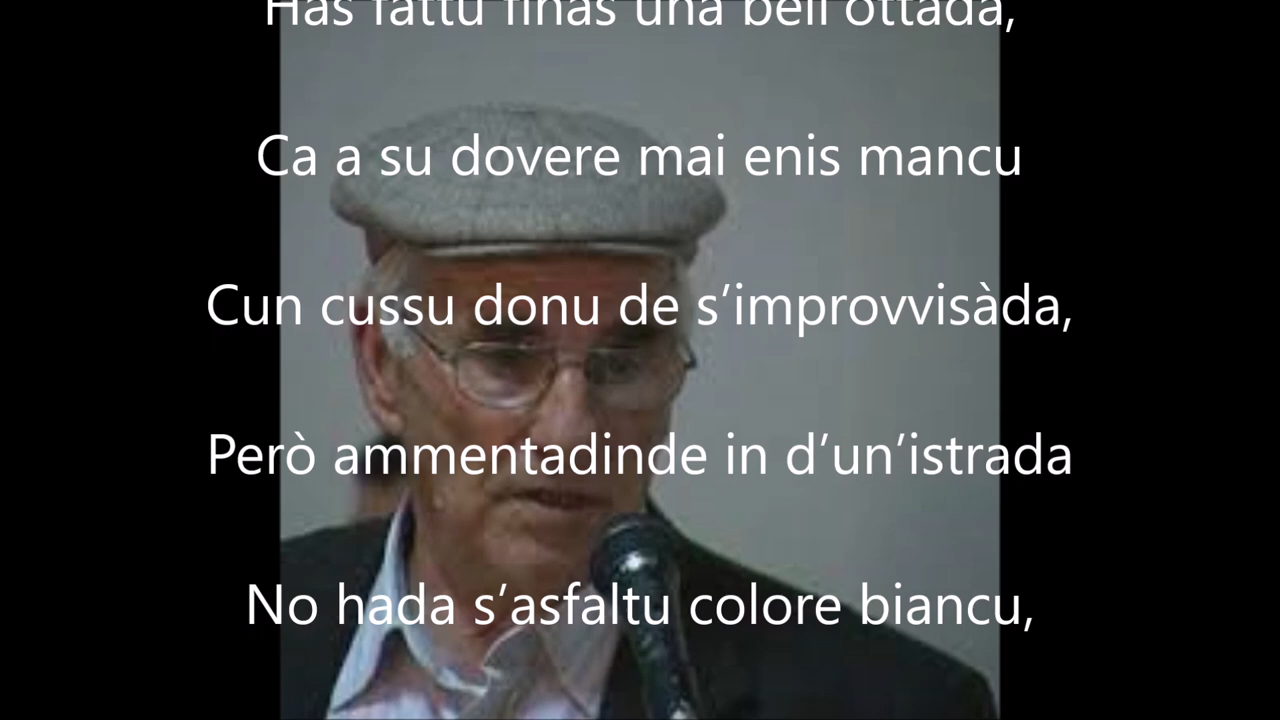 Has fattu finas una bell'ottada,
Ca a su dovere mai enis mancu
Cun cussu donu de s’improvvisàda,
Però ammentadinde in d’un’istrada
No hada s’asfaltu colore biancu,